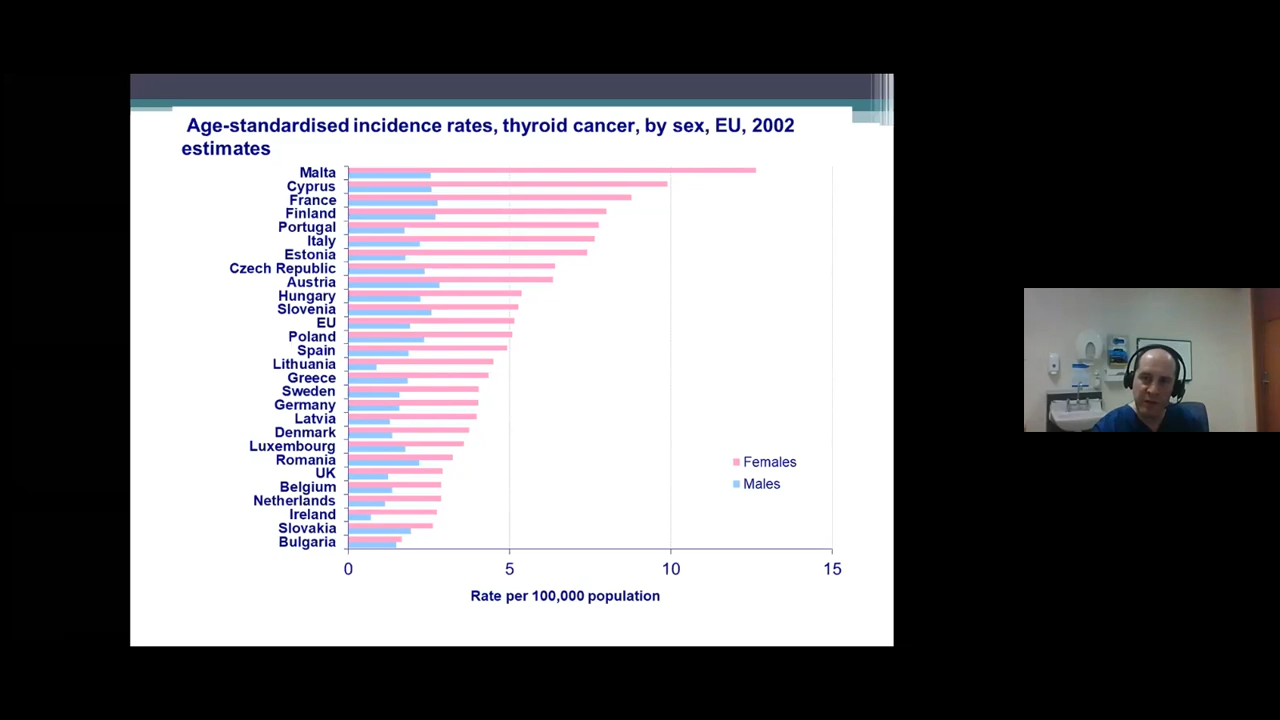 Age-standardised incidence rates, thyroid cancer, by sex, EU, 2002
estimates
Malta
Cyprus
France
Finland
Portugal
Italy
Estonia
Czech Republic
Austria
Hungary
Slovenia
EU
Poland
Spain
Lithuania
Greece
Sweden
Germany
Latvia
Denmark
Luxembourg
Romania
UK
Belgium
Netherlands
Ireland
Slovakia
Bulgaria
Females
Males
0 5 10 15
Rate per 100,000 population